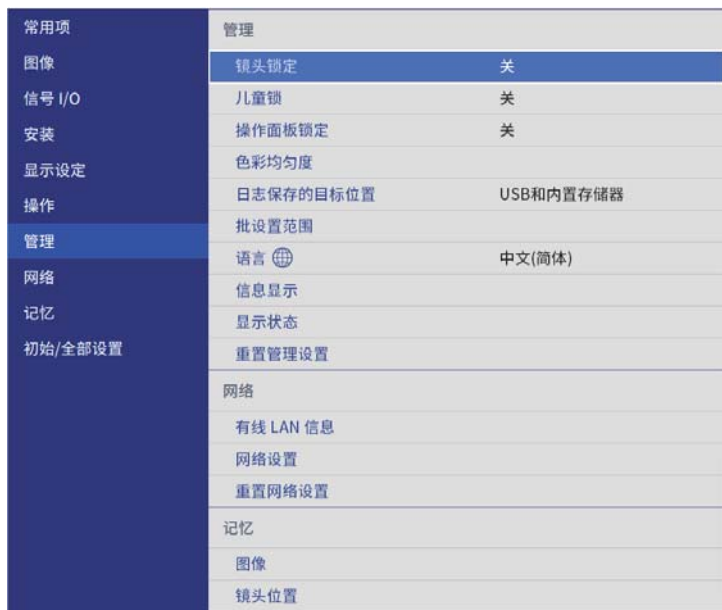 常用项
图像
信号 I/O
安装
显示设定
操作
管理
网络
记忆
初始/全部设置
管理
镜头锁定 关
儿童锁 关
操作面板锁定 关
色彩均匀度
日志保存的目标位置 USB和内置存储器
批设置范围
语言 中文(简体)
信息显示
显示状态
重置管理设置
网络
有线 LAN 信息
网络设置
重置网络设置
记忆
图像
镜头位置